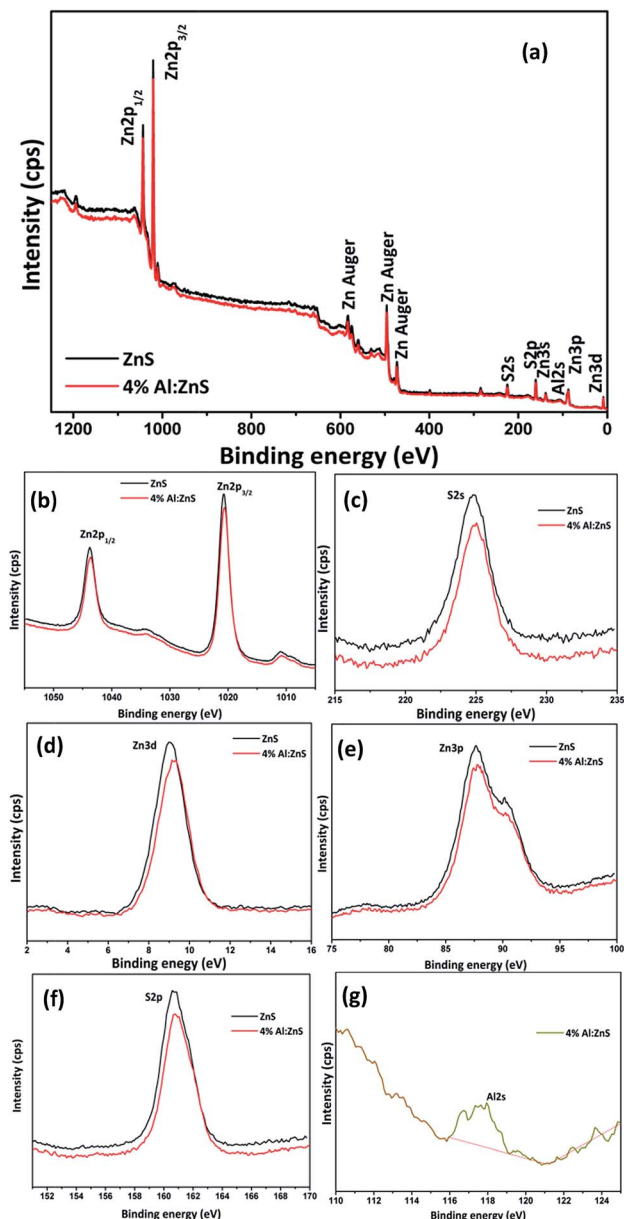 (a)
Zn2p3/2
Zn2p1/2
Zn Auger
Zn Auger
Zn Auger
S2s
S2p
Zn3s
Al2s
Zn3p
Zn3d
ZnS
4% Al:ZnS
Intensity (cps)
1200 1000 800 600 400 200 0
Binding energy (eV)
(b)
Zn2p1/2
Zn2p3/2
ZnS
4% Al:ZnS
Intensity (cps)
1050 1040 1030 1020 1010
Binding energy (eV)
(c)
S2s
ZnS
4% Al:ZnS
Intensity (cps)
215 220 225 230 235
Binding energy (eV)
(d)
Zn3d
ZnS
4% Al:ZnS
Intensity (cps)
2 4 6 8 10 12 14 16
Binding eneegy (eV)
(e)
Zn3p
ZnS
4% Al:ZnS
Intensity (cps)
75 80 85 90 95 100
Binding energy (eV)
(f)
S2p
ZnS
4% Al:ZnS
Intensity (cps)
152 154 156 158 160 162 164 166 168 170
Binding energy (eV)
(g)
Al2s
4% Al:ZnS
Intensity (cps)
110 112 114 116 118 120 122 124
Binding energy (eV)